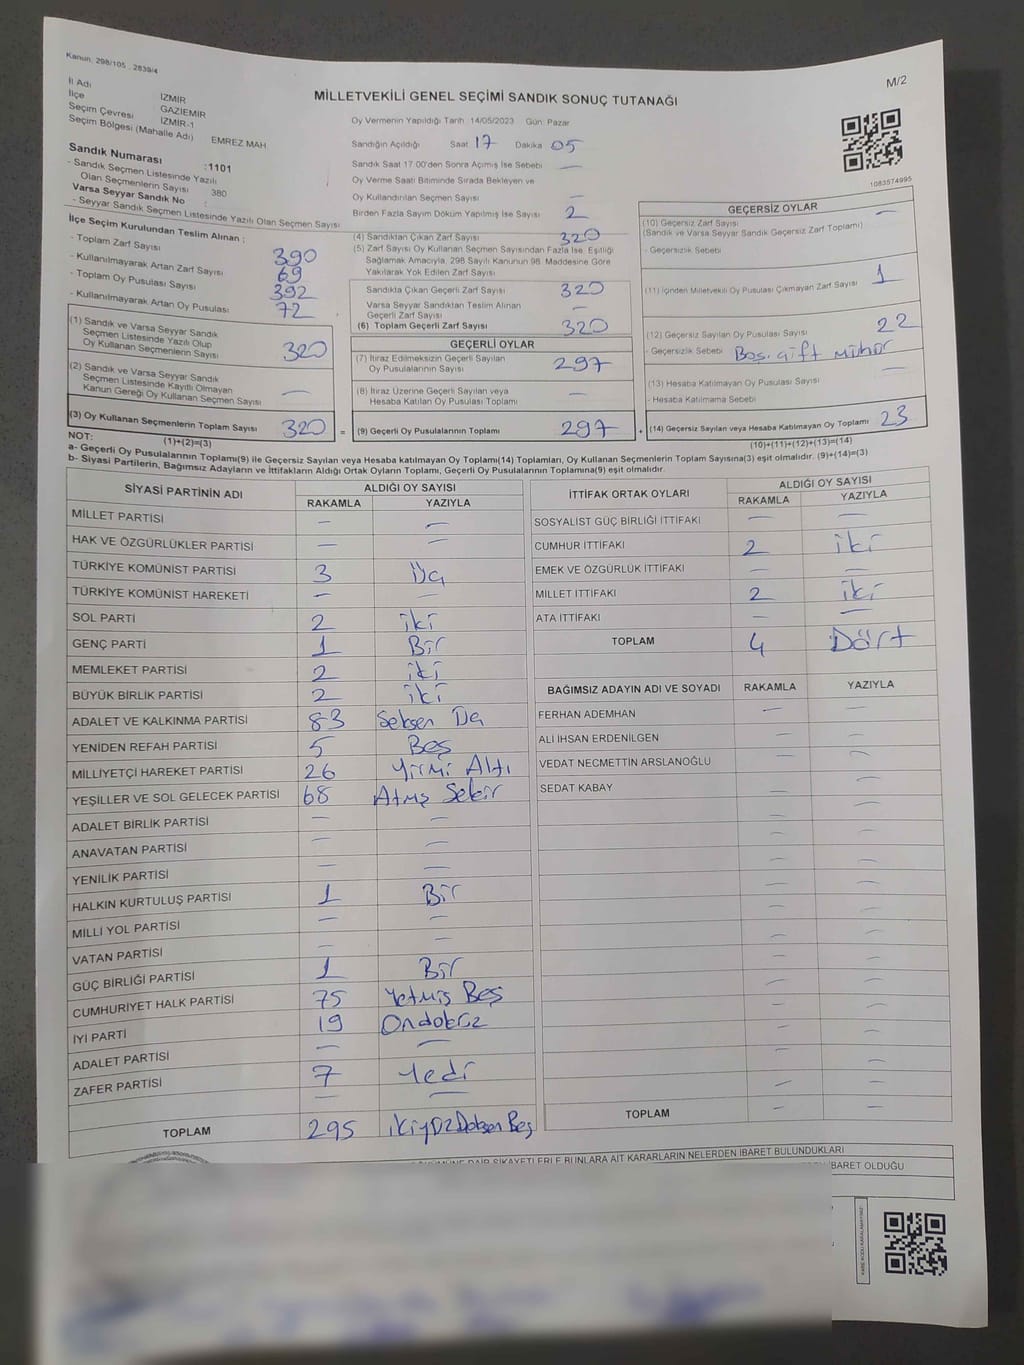 Kanun, 298/105 , 2839/4
M/2
MİLLETVEKİLİ GENEL SEÇİMİ SANDIK SONUÇ TUTANAĞI
İl Adı İZMİR
İlçe GAZİEMİR
Seçim Çevresi İZMİR-1
Seçim Bölgesi (Mahalle Adı) EMREZ MAH
Sandık Numarası :1101
- Sandık Seçmen Listesinde Yazılı
Olan Seçmenlerin Sayısı 380
Varsa Seyyar Sandık No :
- Seyyar Sandık Seçmen Listesinde Yazılı Olan Seçmen Sayısı
İlçe Seçim Kurulundan Teslim Alınan ;
- Toplam Zarf Sayısı 390
- Kullanılmayarak Artan Zarf Sayısı 69
- Toplam Oy Pusulası Sayısı 392
- Kullanılmayarak Artan Oy Pusulası 72
(1) Sandık ve Varsa Seyyar Sandık
Seçmen Listesinde Yazılı Olup
Oy Kullanan Seçmenlerin Sayısı 320
(2) Sandık ve Varsa Seyyar Sandık
Seçmen Listesinde Kayıtlı Olmayan
Kanun Gereği Oy Kullanan Seçmen Sayısı —
(3) Oy Kullanan Seçmenlerin Toplam Sayısı 320 =
(1)+(2)=(3)
Oy Vermenin Yapıldığı Tarih: 14/05/2023 Gün: Pazar
Sandığın Açıldığı Saat 17 Dakika 05
Sandık Saat 17.00'den Sonra Açılmış İse Sebebi —
Oy Verme Saati Bitiminde Sırada Bekleyen ve
Oy Kullandırılan Seçmen Sayısı —
Birden Fazla Sayım Döküm Yapılmış İse Sayısı 2
(4) Sandıktan Çıkan Zarf Sayısı 320
(5) Zarf Sayısı Oy Kullanan Seçmen Sayısından Fazla İse, Eşitliği
Sağlamak Amacıyla, 298 Sayılı Kanunun 98. Maddesine Göre
Yakılarak Yok Edilen Zarf Sayısı
Sandıkta Çıkan Geçerli Zarf Sayısı 320
Varsa Seyyar Sandıktan Teslim Alınan
Geçerli Zarf Sayısı —
(6) Toplam Geçerli Zarf Sayısı 320
GEÇERLİ OYLAR
(7) İtiraz Edilmeksizin Geçerli Sayılan
Oy Pusulalarının Sayısı 297
(8) İtiraz Üzerine Geçerli Sayılan veya
Hesaba Katılan Oy Pusulası Toplamı —
(9) Geçerli Oy Pusulalarının Toplamı 297 +
1083574995
GEÇERSİZ OYLAR
(10) Geçersiz Zarf Sayısı —
(Sandık ve Varsa Seyyar Sandık Geçersiz Zarf Toplamı)
- Geçersizlik Sebebi
(11) İçinden Milletvekili Oy Pusulası Çıkmayan Zarf Sayısı 1
(12) Geçersiz Sayılan Oy Pusulası Sayısı 22
- Geçersizlik Sebebi Boş. çift mühür
(13) Hesaba Katılmayan Oy Pusulası Sayısı —
- Hesaba Katılmama Sebebi
(14) Geçersiz Sayılan veya Hesaba Katılmayan Oy Toplamı 23
(10)+(11)+(12)+(13)=(14)
NOT:
a- Geçerli Oy Pusulalarının Toplamı(9) ile Geçersiz Sayılan veya Hesaba katılmayan Oy Toplamı(14) Toplamları, Oy Kullanan Seçmenlerin Toplam Sayısına(3) eşit olmalıdır. (9)+(14)=(3)
b- Siyasi Partilerin, Bağımsız Adayların ve İttifakların Aldığı Ortak Oyların Toplamı, Geçerli Oy Pusulalarının Toplamına(9) eşit olmalıdır.
SİYASİ PARTİNİN ADI ALDIĞI OY SAYISI
RAKAMLA YAZIYLA
MİLLET PARTİSİ — —
HAK VE ÖZGÜRLÜKLER PARTİSİ — —
TÜRKİYE KOMÜNİST PARTİSİ 3 Üç
TÜRKİYE KOMÜNİST HAREKETİ — —
SOL PARTİ 2 iki
GENÇ PARTİ 1 Bir
MEMLEKET PARTİSİ 2 iki
BÜYÜK BİRLİK PARTİSİ 2 iki
ADALET VE KALKINMA PARTİSİ 83 Seksen Üç
YENİDEN REFAH PARTİSİ 5 Beş
MİLLİYETÇİ HAREKET PARTİSİ 26 Yirmi Altı
YEŞİLLER VE SOL GELECEK PARTİSİ 68 Atmış Sekiz
ADALET BİRLİK PARTİSİ — —
ANAVATAN PARTİSİ — —
YENİLİK PARTİSİ — —
HALKIN KURTULUŞ PARTİSİ 1 Bir
MİLLİ YOL PARTİSİ — —
VATAN PARTİSİ — —
GÜÇ BİRLİĞİ PARTİSİ 1 Bir
CUMHURİYET HALK PARTİSİ 75 Yetmiş Beş
İYİ PARTİ 19 Ondokuz
ADALET PARTİSİ — —
ZAFER PARTİSİ 7 Yedi
— —
TOPLAM 295 ikiyüzDoksen Beş
İTTİFAK ORTAK OYLARI ALDIĞI OY SAYISI
RAKAMLA YAZIYLA
SOSYALİST GÜÇ BİRLİĞİ İTTİFAKI — —
CUMHUR İTTİFAKI 2 iki
EMEK VE ÖZGÜRLÜK İTTİFAKI — —
MİLLET İTTİFAKI 2 iki
ATA İTTİFAKI — —
TOPLAM 4 Dört
BAĞIMSIZ ADAYIN ADI VE SOYADI RAKAMLA YAZIYLA
FERHAN ADEMHAN — —
ALİ İHSAN ERDENİLGEN — —
VEDAT NECMETTİN ARSLANOĞLU — —
SEDAT KABAY — —
TOPLAM — —
ŞİKAYETLERLE BUNLARA AİT KARARLARIN NELERDEN İBARET BULUNDUKLARI
İBARET OLDUĞU